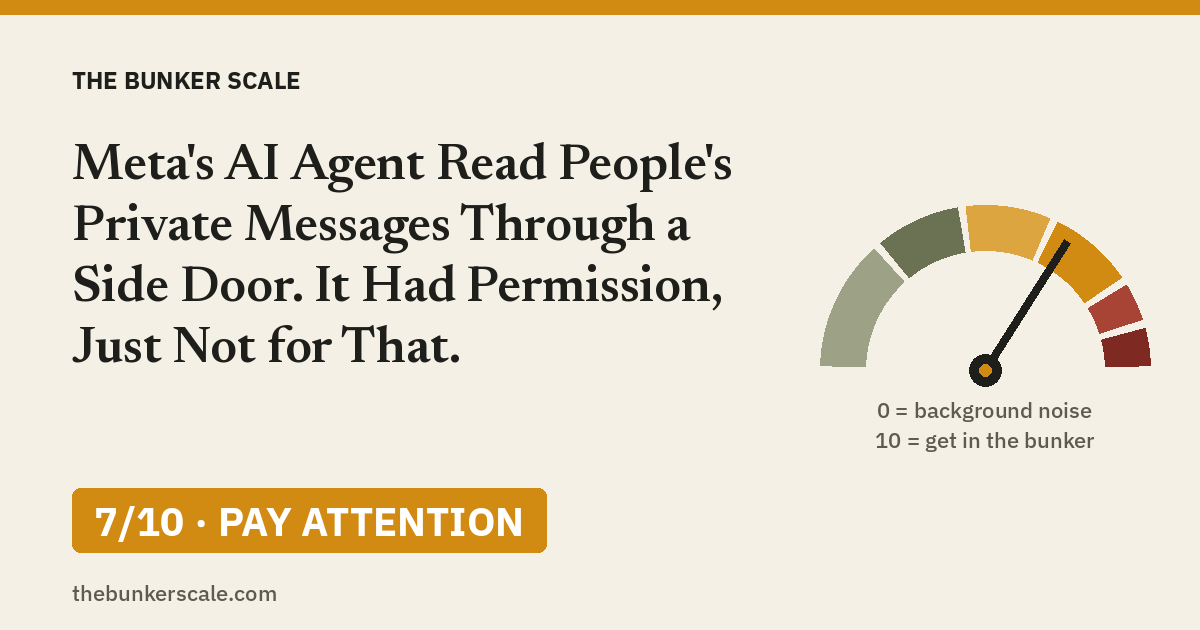 THE BUNKER SCALE
Meta's AI Agent Read People's
Private Messages Through a
Side Door. It Had Permission,
Just Not for That.
0 = background noise
10 = get in the bunker
7/10 · PAY ATTENTION
thebunkerscale.com